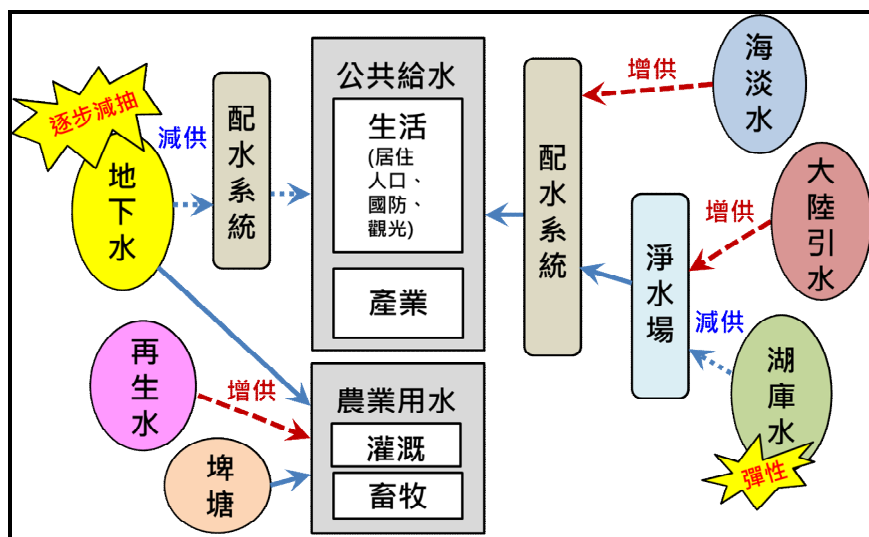 逐步減抽
地下水
減供
配水系統
公共給水
生活
(居住
人口、
國防、
觀光)
產業
配水系統
增供
海淡水
增供
大陸引水
淨水場
減供
湖庫水
彈性
再生水
增供
埤塘
農業用水
灌溉
畜牧